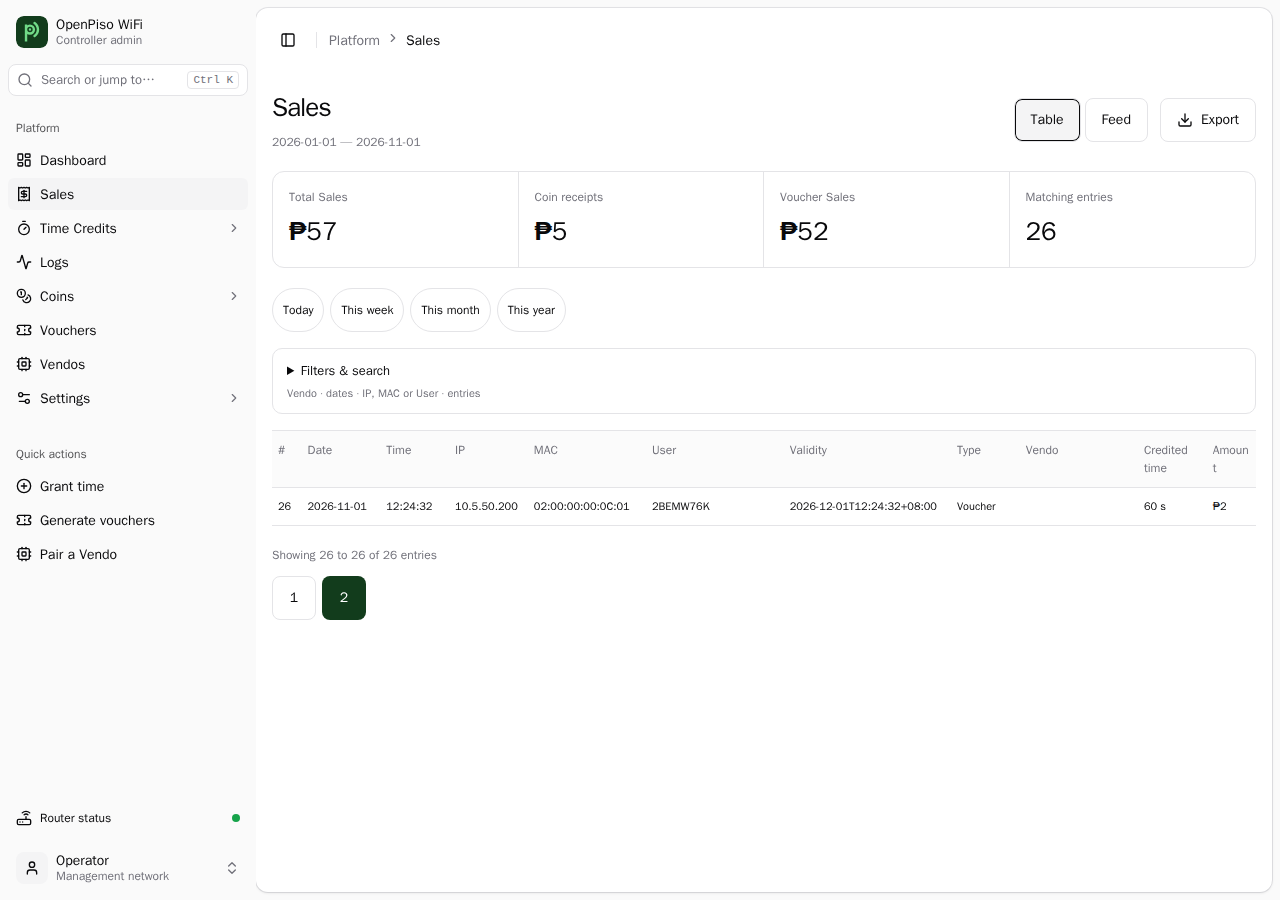 OpenPiso WiFi
Controller admin
Search or jump to··· Ctrl K
Platform
Dashboard
Sales
Time Credits
Logs
Coins
Vouchers
Vendos
Settings
Quick actions
Grant time
Generate vouchers
Pair a Vendo
Router status
Operator
Management network
Platform > Sales
Sales
2026-01-01 — 2026-11-01
Table Feed Export
Total Sales Coin receipts Voucher Sales Matching entries
₱57 ₱5 ₱52 26
Today This week This month This year
Filters & search
Vendo · dates · IP, MAC or User · entries
# Date Time IP MAC User Validity Type Vendo Credited Amoun
time t
26 2026-11-01 12:24:32 10.5.50.200 02:00:00:00:0C:01 2BEMW76K 2026-12-01T12:24:32+08:00 Voucher 60 s ₱2
Showing 26 to 26 of 26 entries
1 2